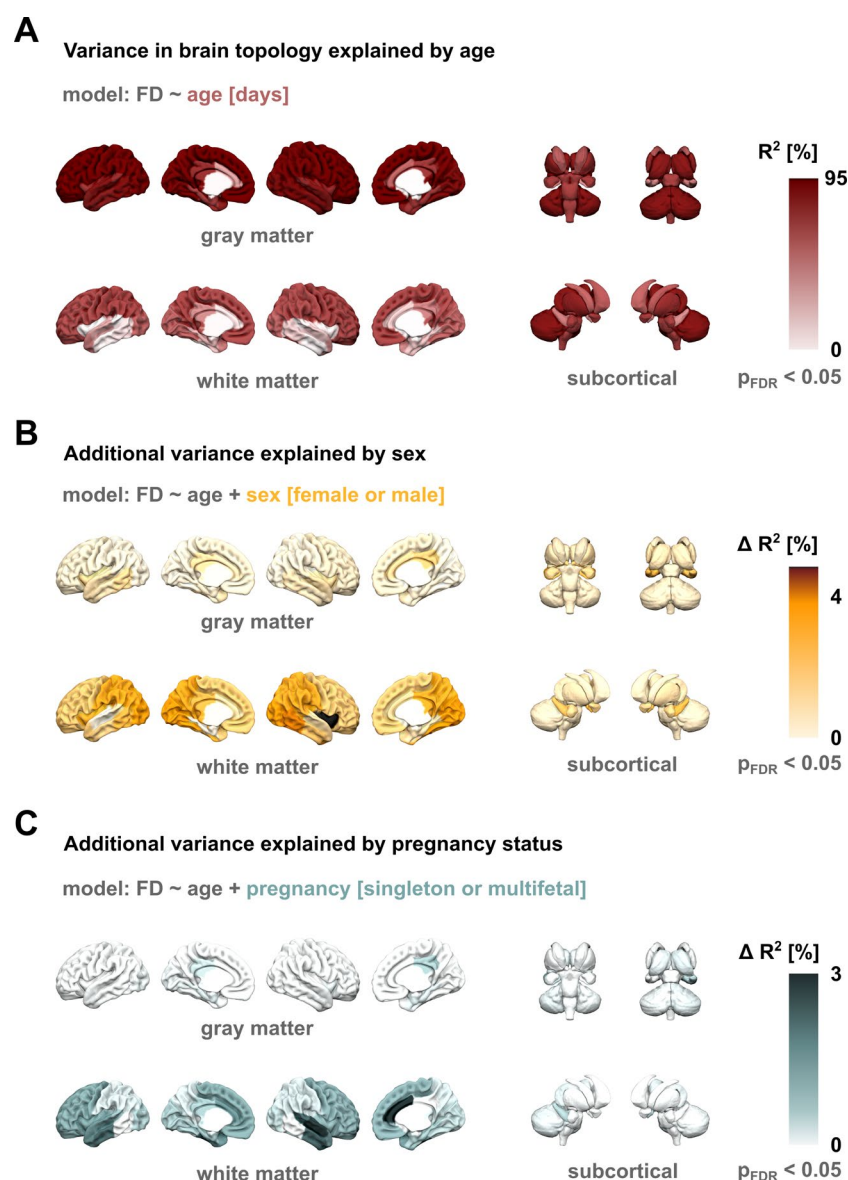 A
Variance in brain topology explained by age
model: FD ~ age [days]
R² [%]
95
gray matter
white matter
subcortical
0
pFDR < 0.05
B
Additional variance explained by sex
model: FD ~ age + sex [female or male]
Δ R² [%]
4
gray matter
white matter
subcortical
0
pFDR < 0.05
C
Additional variance explained by pregnancy status
model: FD ~ age + pregnancy [singleton or multifetal]
Δ R² [%]
3
gray matter
white matter
subcortical
0
pFDR < 0.05